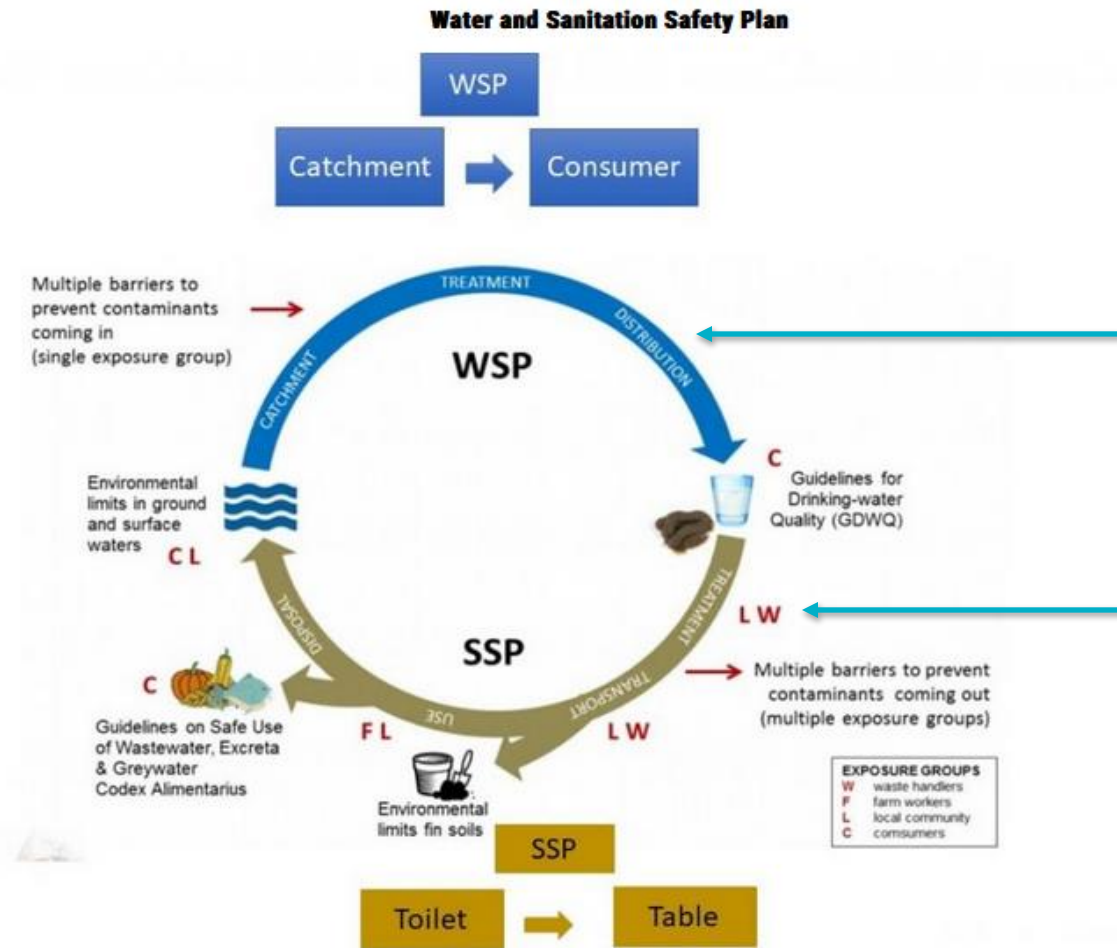 Water and Sanitation Safety Plan
WSP
Catchment
Consumer
Multiple barriers to
prevent contaminants
coming in
(single exposure group)
CATCHMENT
TREATMENT
DISTRIBUTION
WSP
C
Guidelines for
Drinking-water
Quality (GDWQ)
Environmental
limits in ground
and surface
waters
C L
TREATMENT
L W
Multiple barriers to prevent
contaminants coming out
(multiple exposure groups)
TRANSPORT
L W
SSP
USE
F L
DISPOSAL
C
Guidelines on Safe Use
of Wastewater, Excreta
& Greywater
Codex Alimentarius
Environmental
limits fin soils
EXPOSURE GROUPS
W waste handlers
F farm workers
L local community
C comsumers
SSP
Toilet
Table